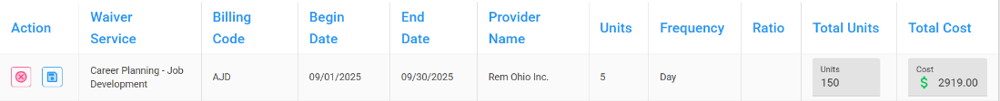 Action Waiver Service Billing Code Begin Date End Date Provider Name Units Frequency Ratio Total Units Total Cost
Career Planning - Job Development AJD 09/01/2025 09/30/2025 Rem Ohio Inc. 5 Day Units 150 Cost $ 2919.00